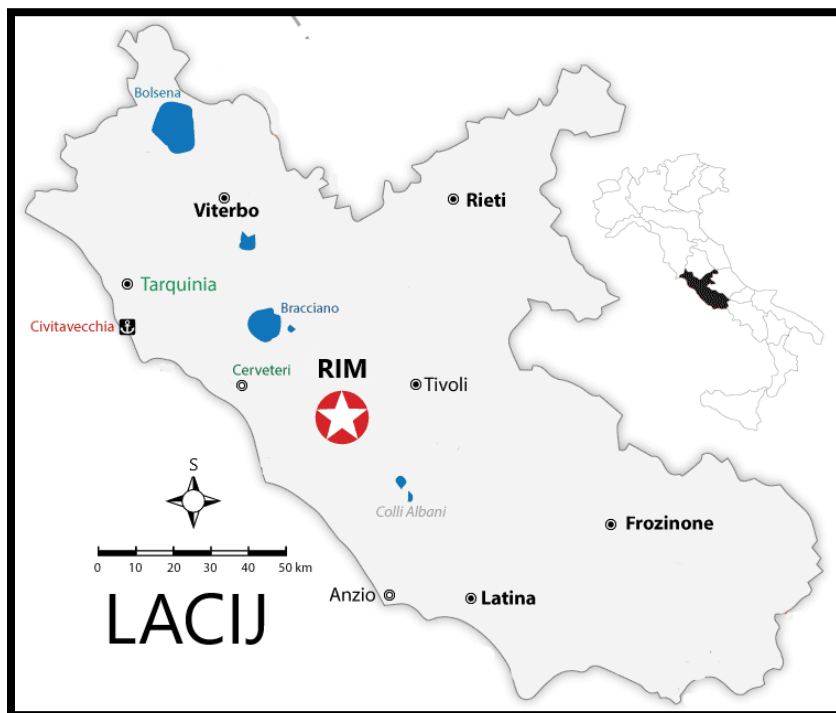 Bolsena
Viterbo
Rieti
Tarquinia
Civitavecchia
Bracciano
Cerveteri
RIM
Tivoli
S
Colli Albani
Frozinone
0 10 20 30 40 50 km
Anzio
Latina
LACIJ